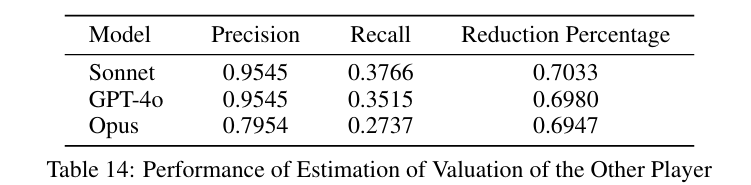 Model Precision Recall Reduction Percentage
Sonnet 0.9545 0.3766 0.7033
GPT-4o 0.9545 0.3515 0.6980
Opus 0.7954 0.2737 0.6947
Table 14: Performance of Estimation of Valuation of the Other Player